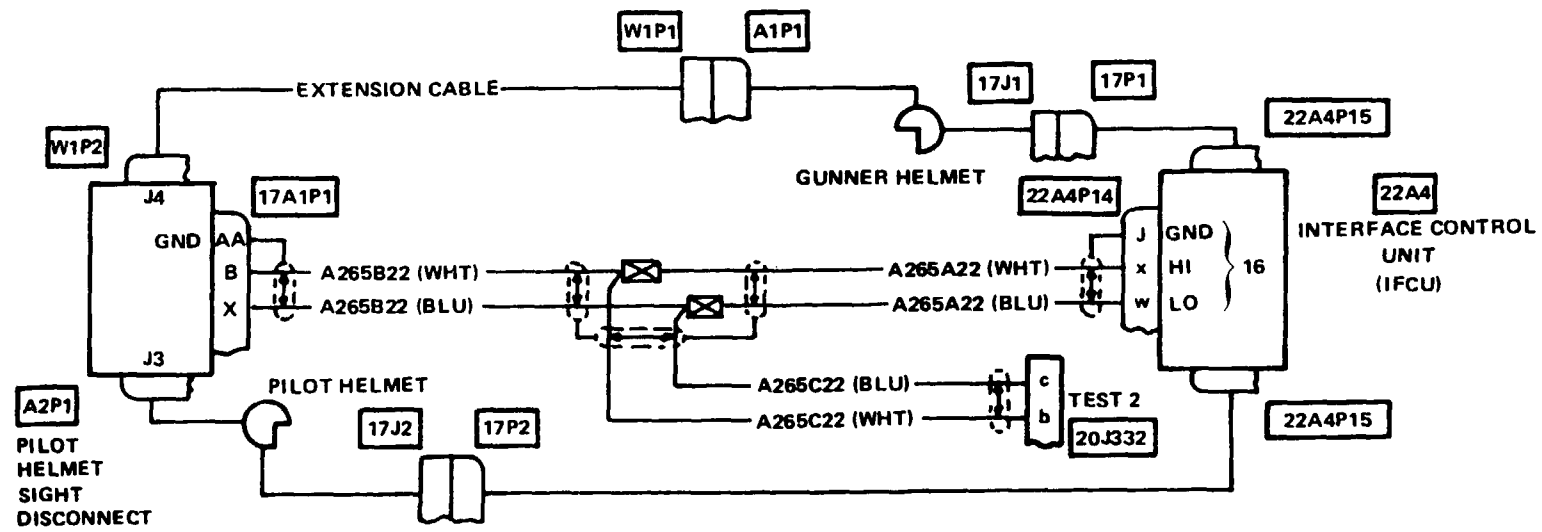 W1P1
A1P1
EXTENSION CABLE
17J1
17P1
22A4P15
W1P2
GUNNER HELMET
J4
17A1P1
22A4P14
22A4
GND
AA
J
GND
INTERFACE CONTROL
UNIT
(IFCU)
B
A265B22 (WHT)
A265A22 (WHT)
x
HI
16
X
A265B22 (BLU)
A265A22 (BLU)
w
LO
J3
PILOT HELMET
A265C22 (BLU)
c
TEST 2
A2P1
17J2
17P2
A265C22 (WHT)
b
20J332
22A4P15
PILOT
HELMET
SIGHT
DISCONNECT